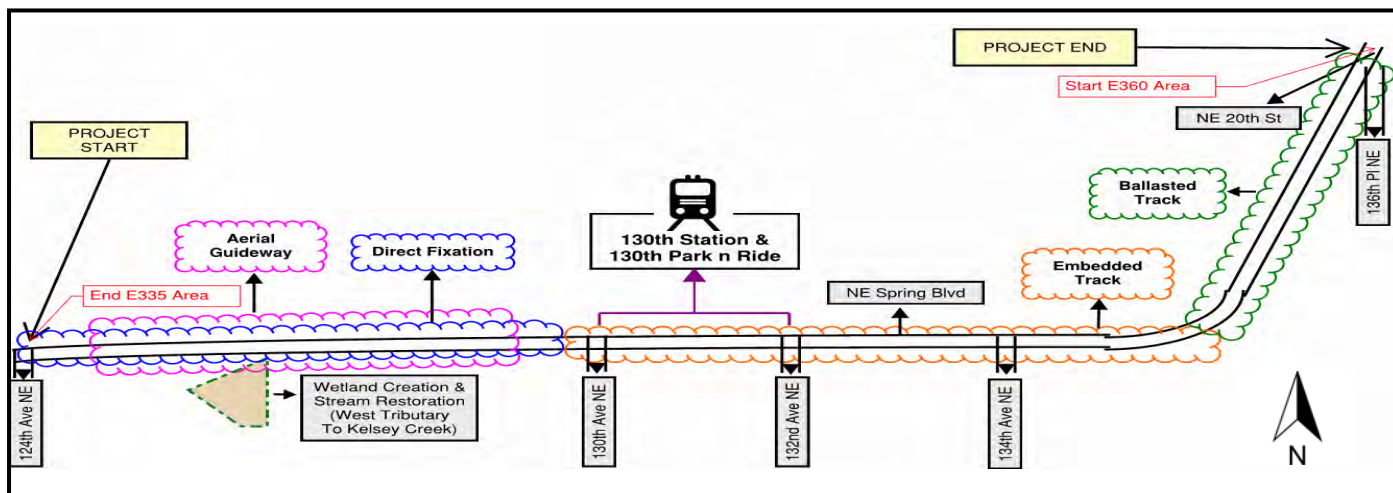 PROJECT END
Start E360 Area
NE 20th St
136th Pl NE
PROJECT
START
Ballasted
Track
Aerial
Guideway
Direct Fixation
130th Station &
130th Park n Ride
Embedded
Track
End E335 Area
NE Spring Blvd
124th Ave NE
Wetland Creation &
Stream Restoration
(West Tributary
To Kelsey Creek)
130th Ave NE
132nd Ave NE
134th Ave NE
N